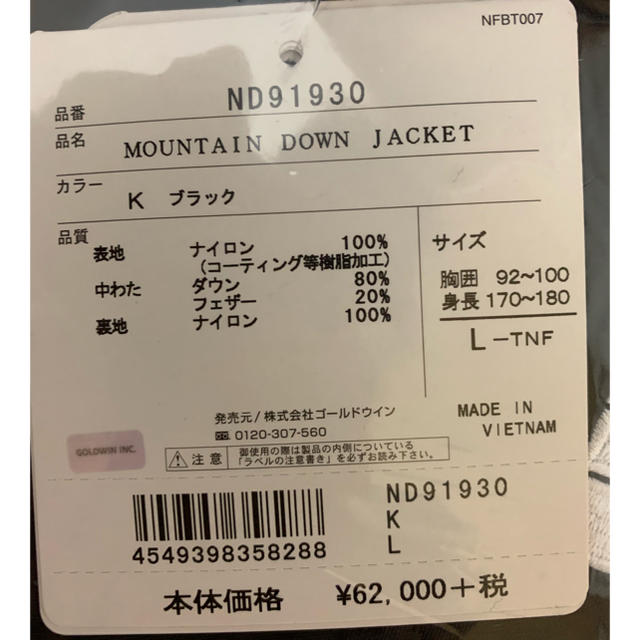 NFBT007
品番 ND91930
品名 MOUNTAIN DOWN JACKET
カラー K ブラック
品質
表地 ナイロン 100%
(コーティング等樹脂加工)
中わた ダウン 80%
フェザー 20%
裏地 ナイロン 100%
サイズ
胸囲 92~100
身長 170~180
L-TNF
MADE IN
VIETNAM
発売元/株式会社ゴールドウイン
0120-307-560
GOLDWIN INC.
注意 御使用の際は製品の内側についている
「ラベルの注意書き」を必ずお読み下さい。
4549398358288
ND91930
K
L
本体価格 ¥62,000+税